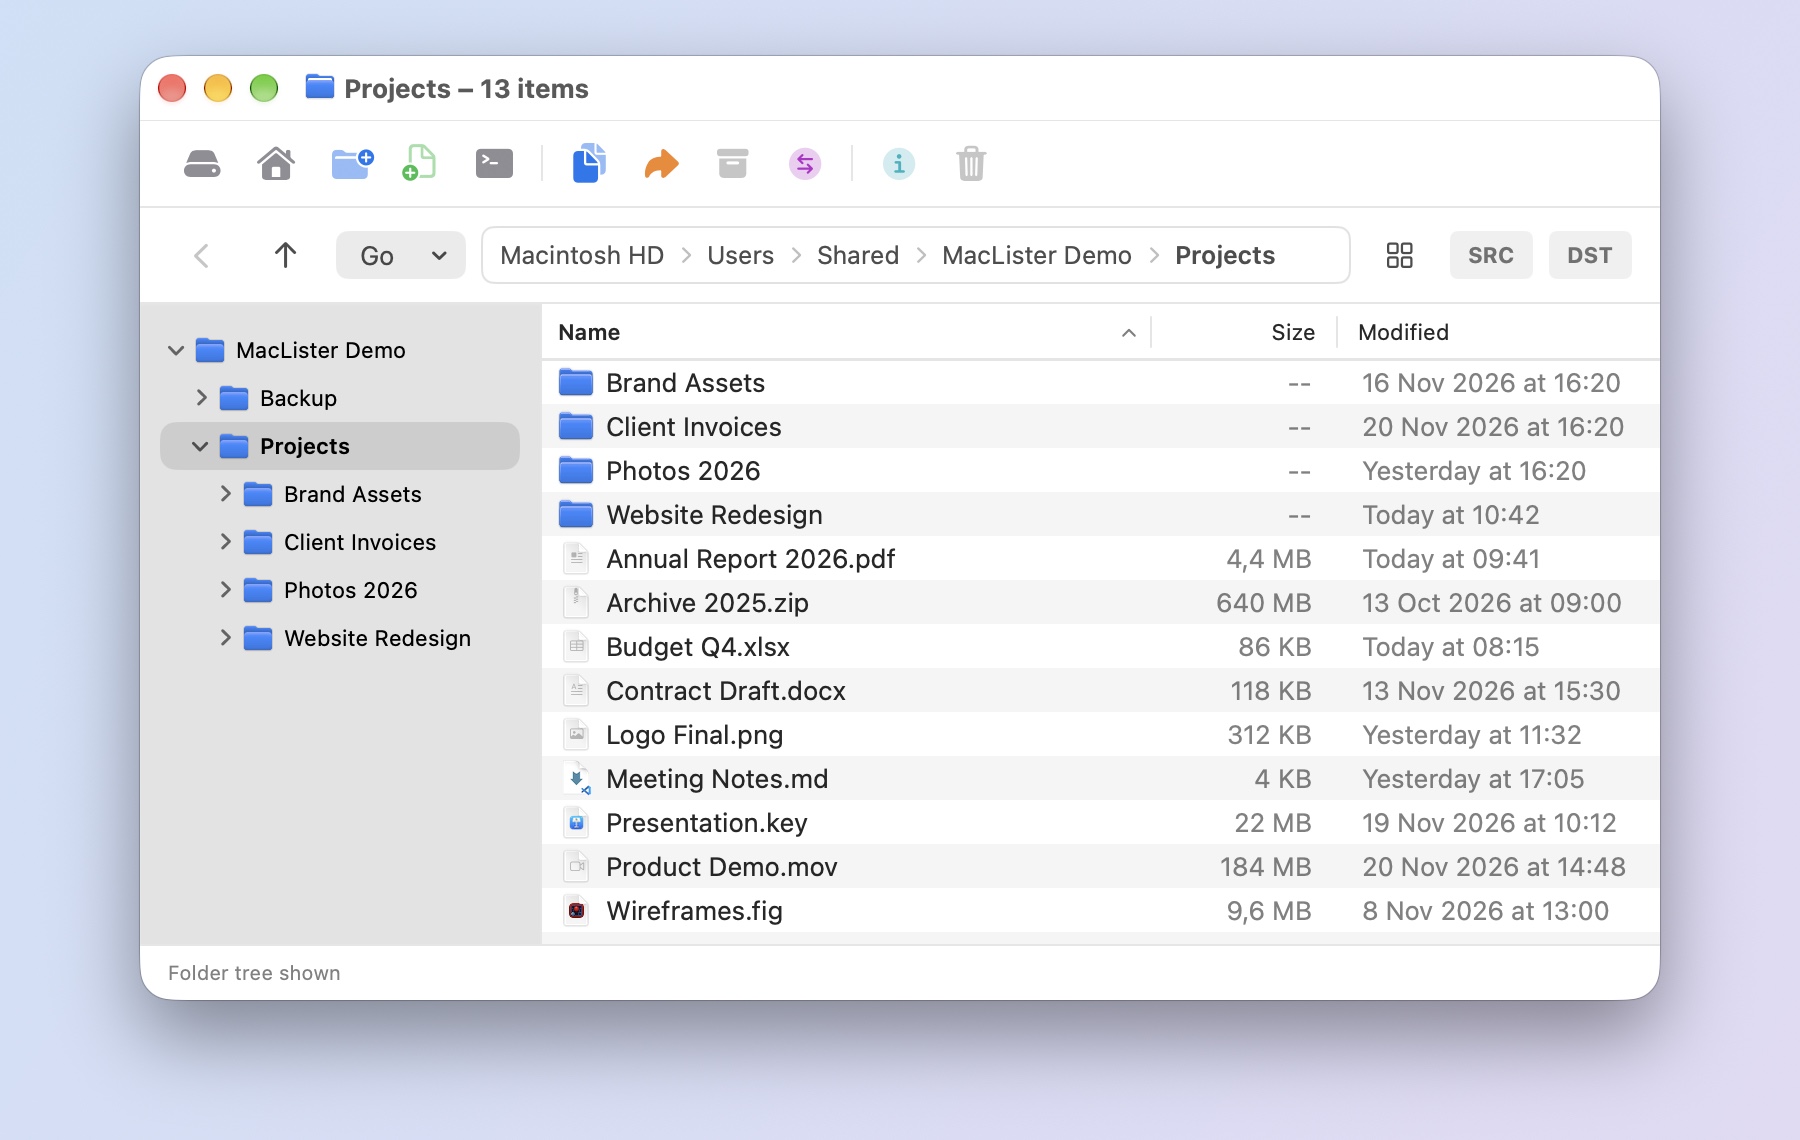 Projects – 13 items
Go
Macintosh HD > Users > Shared > MacLister Demo > Projects
SRC
DST
MacLister Demo
Backup
Projects
Brand Assets
Client Invoices
Photos 2026
Website Redesign
Name Size Modified
Brand Assets -- 16 Nov 2026 at 16:20
Client Invoices -- 20 Nov 2026 at 16:20
Photos 2026 -- Yesterday at 16:20
Website Redesign -- Today at 10:42
Annual Report 2026.pdf 4,4 MB Today at 09:41
Archive 2025.zip 640 MB 13 Oct 2026 at 09:00
Budget Q4.xlsx 86 KB Today at 08:15
Contract Draft.docx 118 KB 13 Nov 2026 at 15:30
Logo Final.png 312 KB Yesterday at 11:32
Meeting Notes.md 4 KB Yesterday at 17:05
Presentation.key 22 MB 19 Nov 2026 at 10:12
Product Demo.mov 184 MB 20 Nov 2026 at 14:48
Wireframes.fig 9,6 MB 8 Nov 2026 at 13:00
Folder tree shown